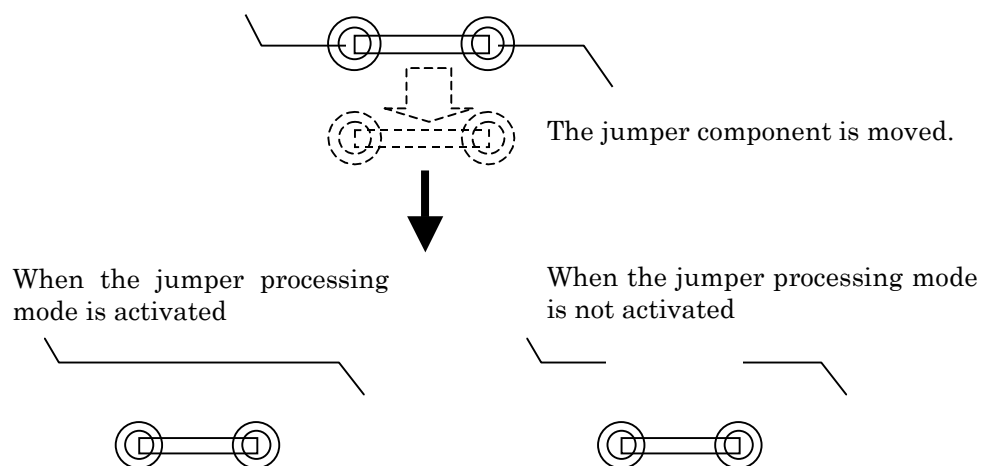 The jumper component is moved.
When the jumper processing
mode is activated
When the jumper processing mode
is not activated